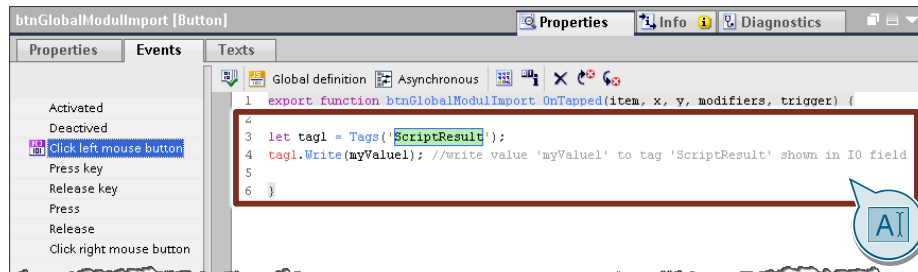 btnGlobalModulImport [Button]
Properties Info Diagnostics
Properties Events Texts
Global definition Asynchronous
Activated
Deactived
Click left mouse button
Press key
Release key
Press
Release
Click right mouse button
1 export function btnGlobalModulImport OnTapped(item, x, y, modifiers, trigger) {
2
3 let tag1 = Tags('ScriptResult');
4 tag1.Write(myValue1); //write value 'myValue1' to tag 'ScriptResult' shown in IO field
5
6 }
A